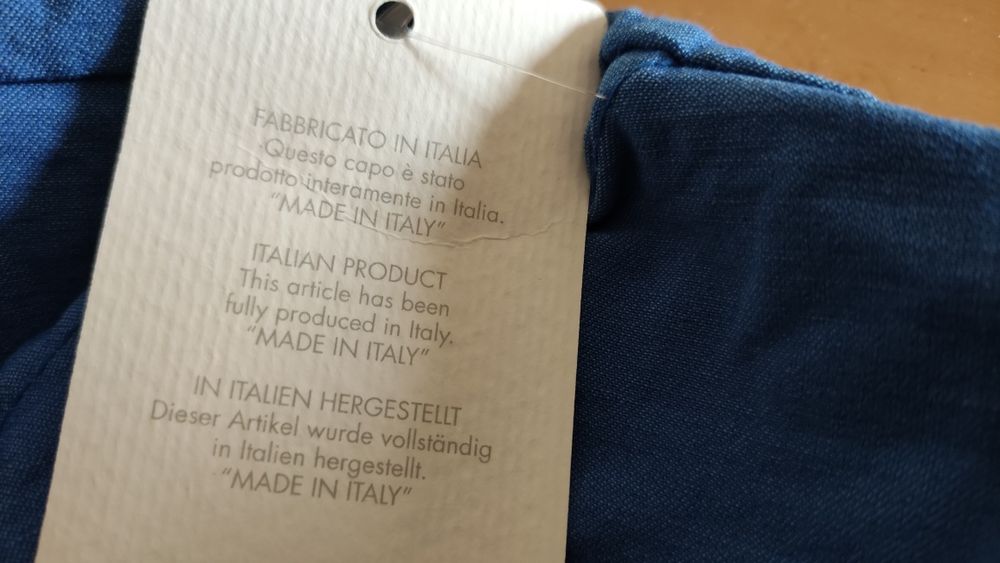 FABBRICATO IN ITALIA
Questo capo è stato
prodotto interamente in Italia.
"MADE IN ITALY"
ITALIAN PRODUCT
This article has been
fully produced in Italy.
"MADE IN ITALY"
IN ITALIEN HERGESTELLT
Dieser Artikel wurde vollständig
in Italien hergestellt.
"MADE IN ITALY"